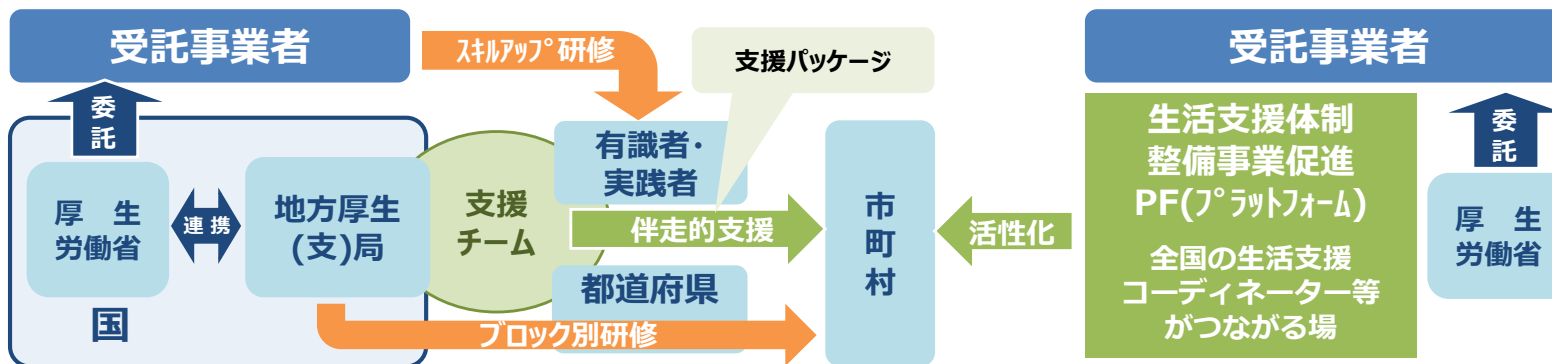 受託事業者
スキルアップ研修
支援パッケージ
受託事業者
委
託
有識者・
実践者
生活支援体制
整備事業促進
PF(プラットフォーム)
委
託
厚　生
労働省
連 携
地方厚生
(支)局
支援
チーム
伴走的支援
市
町
村
活性化
全国の生活支援
コーディネーター等
がつながる場
厚　生
労働省
都道府県
国
ブロック別研修